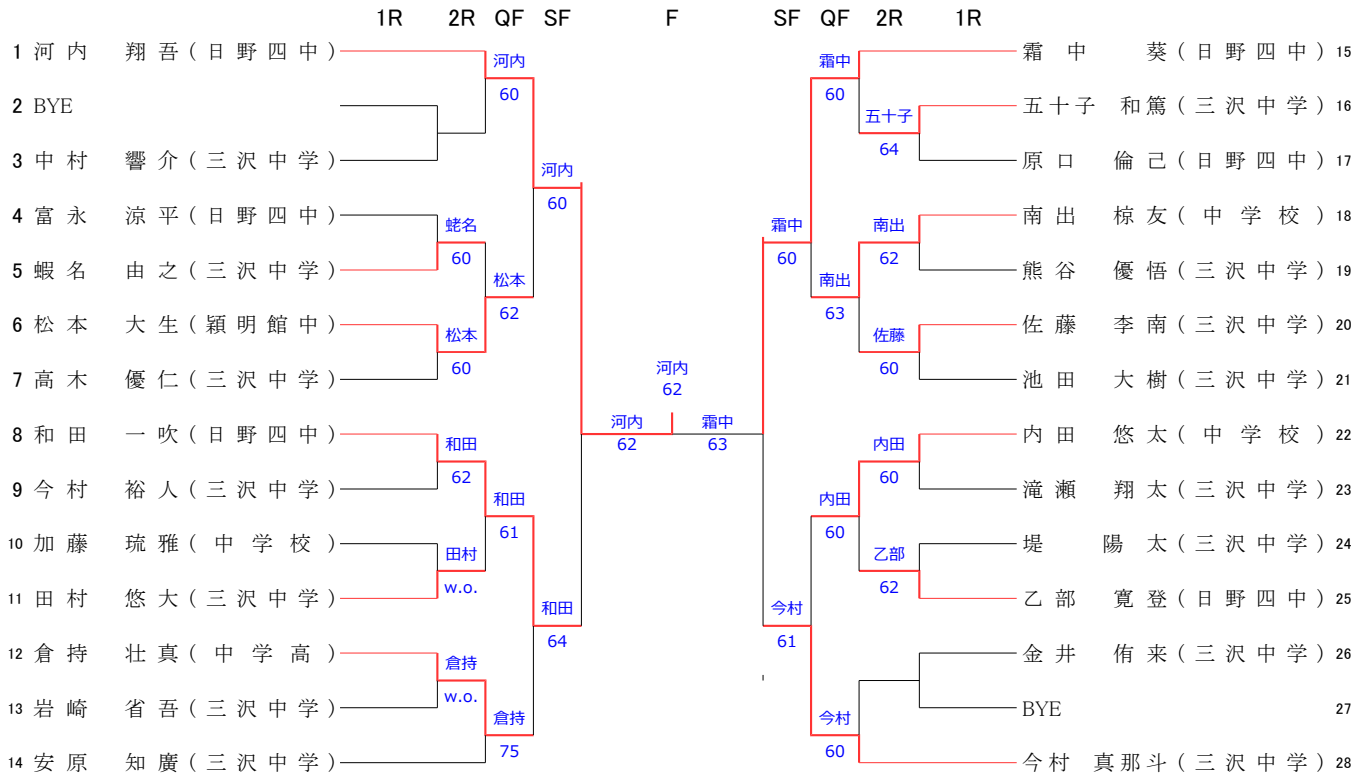 1R 2R QF SF F SF QF 2R 1R
1 河内 翔吾(日野四中)
2 BYE
3 中村 響介(三沢中学)
4 富永 涼平(日野四中)
5 蝦名 由之(三沢中学)
6 松本 大生(穎明館中)
7 高木 優仁(三沢中学)
8 和田 一吹(日野四中)
9 今村 裕人(三沢中学)
10 加藤 琉雅(中学校)
11 田村 悠大(三沢中学)
12 倉持 壮真(中学高)
13 岩崎 省吾(三沢中学)
14 安原 知廣(三沢中学)
蛯名
60
松本
60
和田
62
田村
w.o.
倉持
w.o.
河内
60
松本
62
和田
61
倉持
75
河内
60
和田
64
河内
62
河内
62
霜中
63
霜中
60
今村
61
霜中
60
南出
63
内田
60
今村
60
五十子
64
南出
62
佐藤
60
内田
60
乙部
62
霜中 葵(日野四中) 15
五十子 和篤(三沢中学) 16
原口 倫己(日野四中) 17
南出 椋友(中学校) 18
熊谷 優悟(三沢中学) 19
佐藤 李南(三沢中学) 20
池田 大樹(三沢中学) 21
内田 悠太(中学校) 22
滝瀬 翔太(三沢中学) 23
堤 陽太(三沢中学) 24
乙部 寛登(日野四中) 25
金井 侑来(三沢中学) 26
BYE 27
今村 真那斗(三沢中学) 28